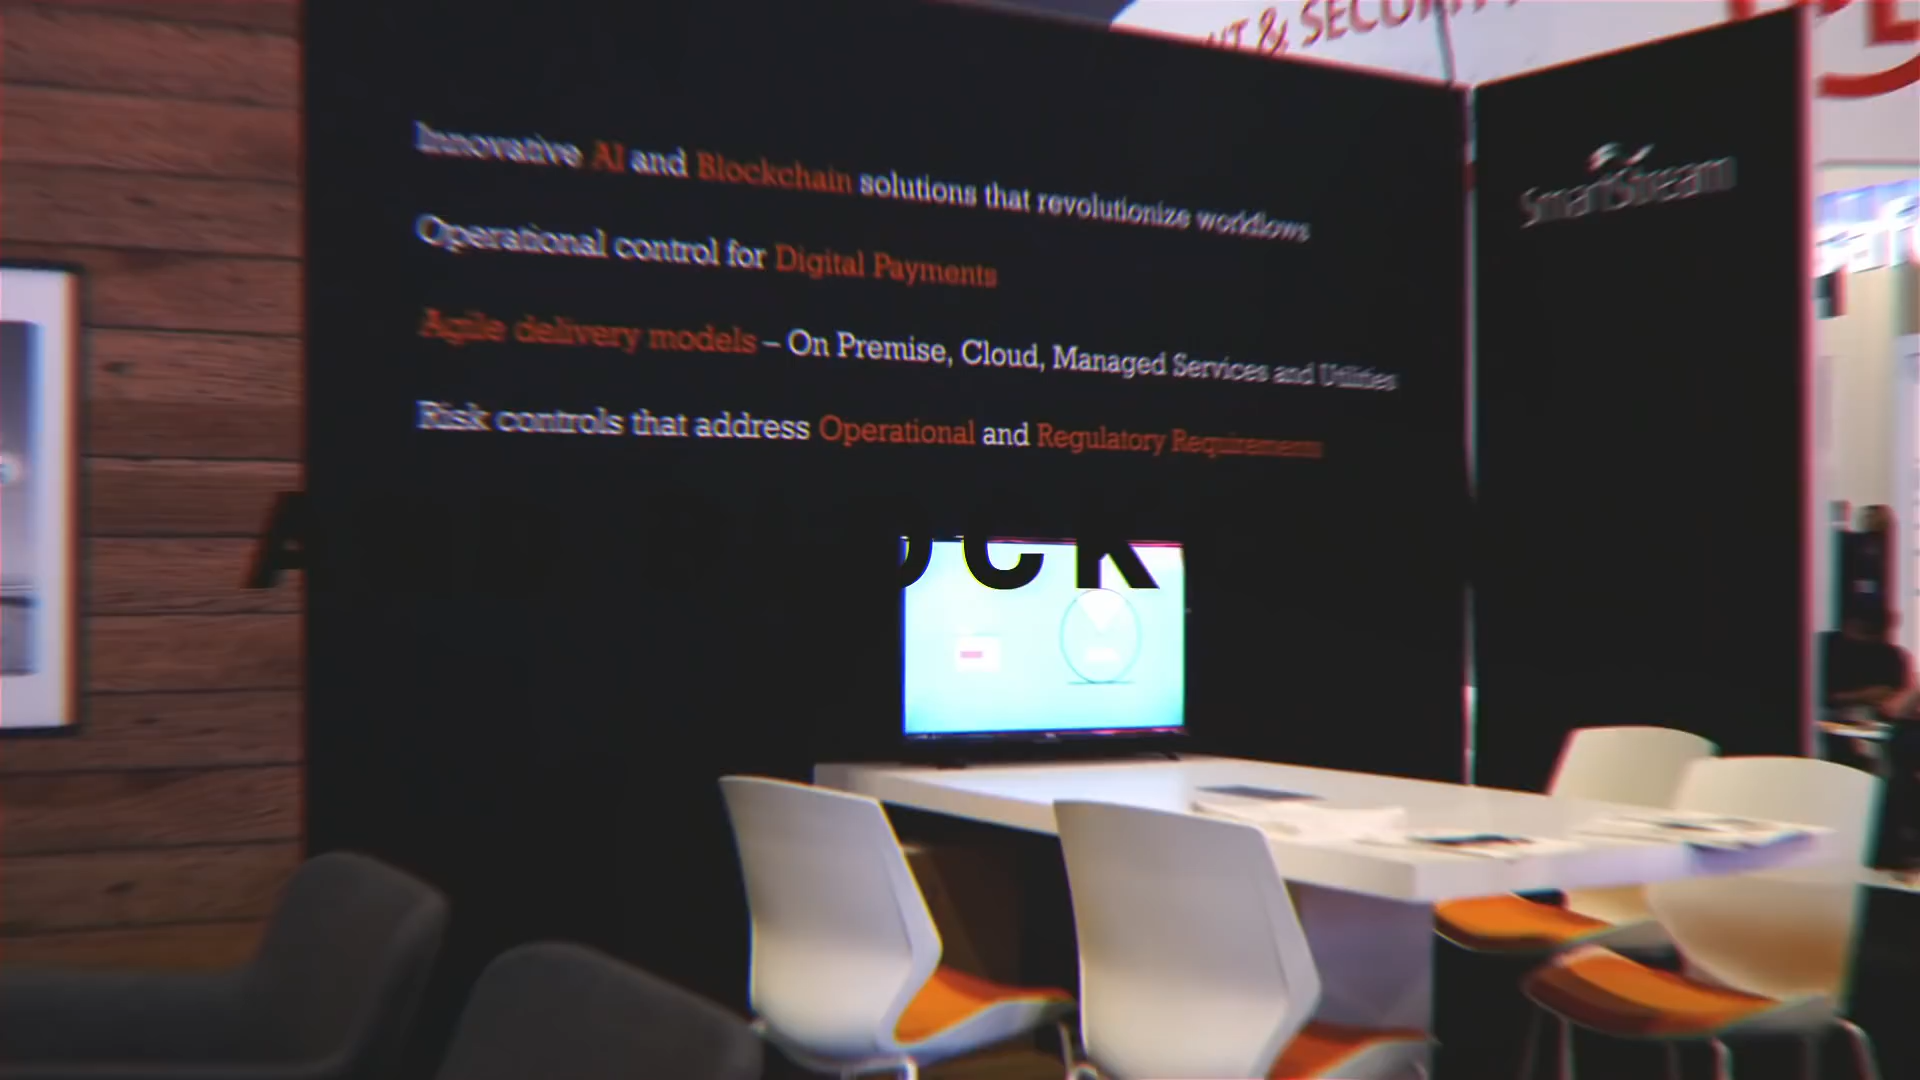 & SECURITY
Innovative AI and Blockchain solutions that revolutionize workflows
Operational control for Digital Payments
Agile delivery models – On Premise, Cloud, Managed Services and Utilities
Risk controls that address Operational and Regulatory Requirements
SmartStream